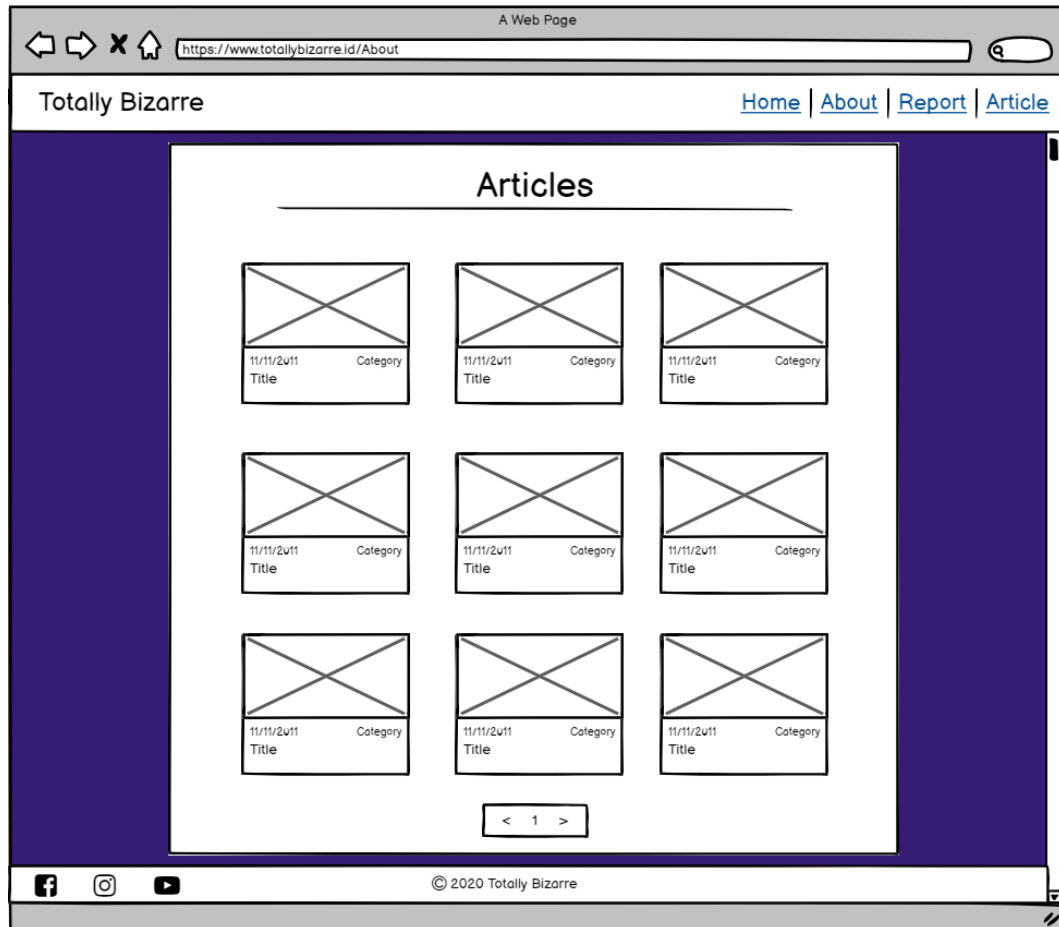 A Web Page
https://www.totallybizarre.id/About
Totally Bizarre
Home | About | Report | Article
Articles
11/11/2011 Category
Title
11/11/2011 Category
Title
11/11/2011 Category
Title
11/11/2011 Category
Title
11/11/2011 Category
Title
11/11/2011 Category
Title
11/11/2011 Category
Title
11/11/2011 Category
Title
11/11/2011 Category
Title
< 1 >
© 2020 Totally Bizarre